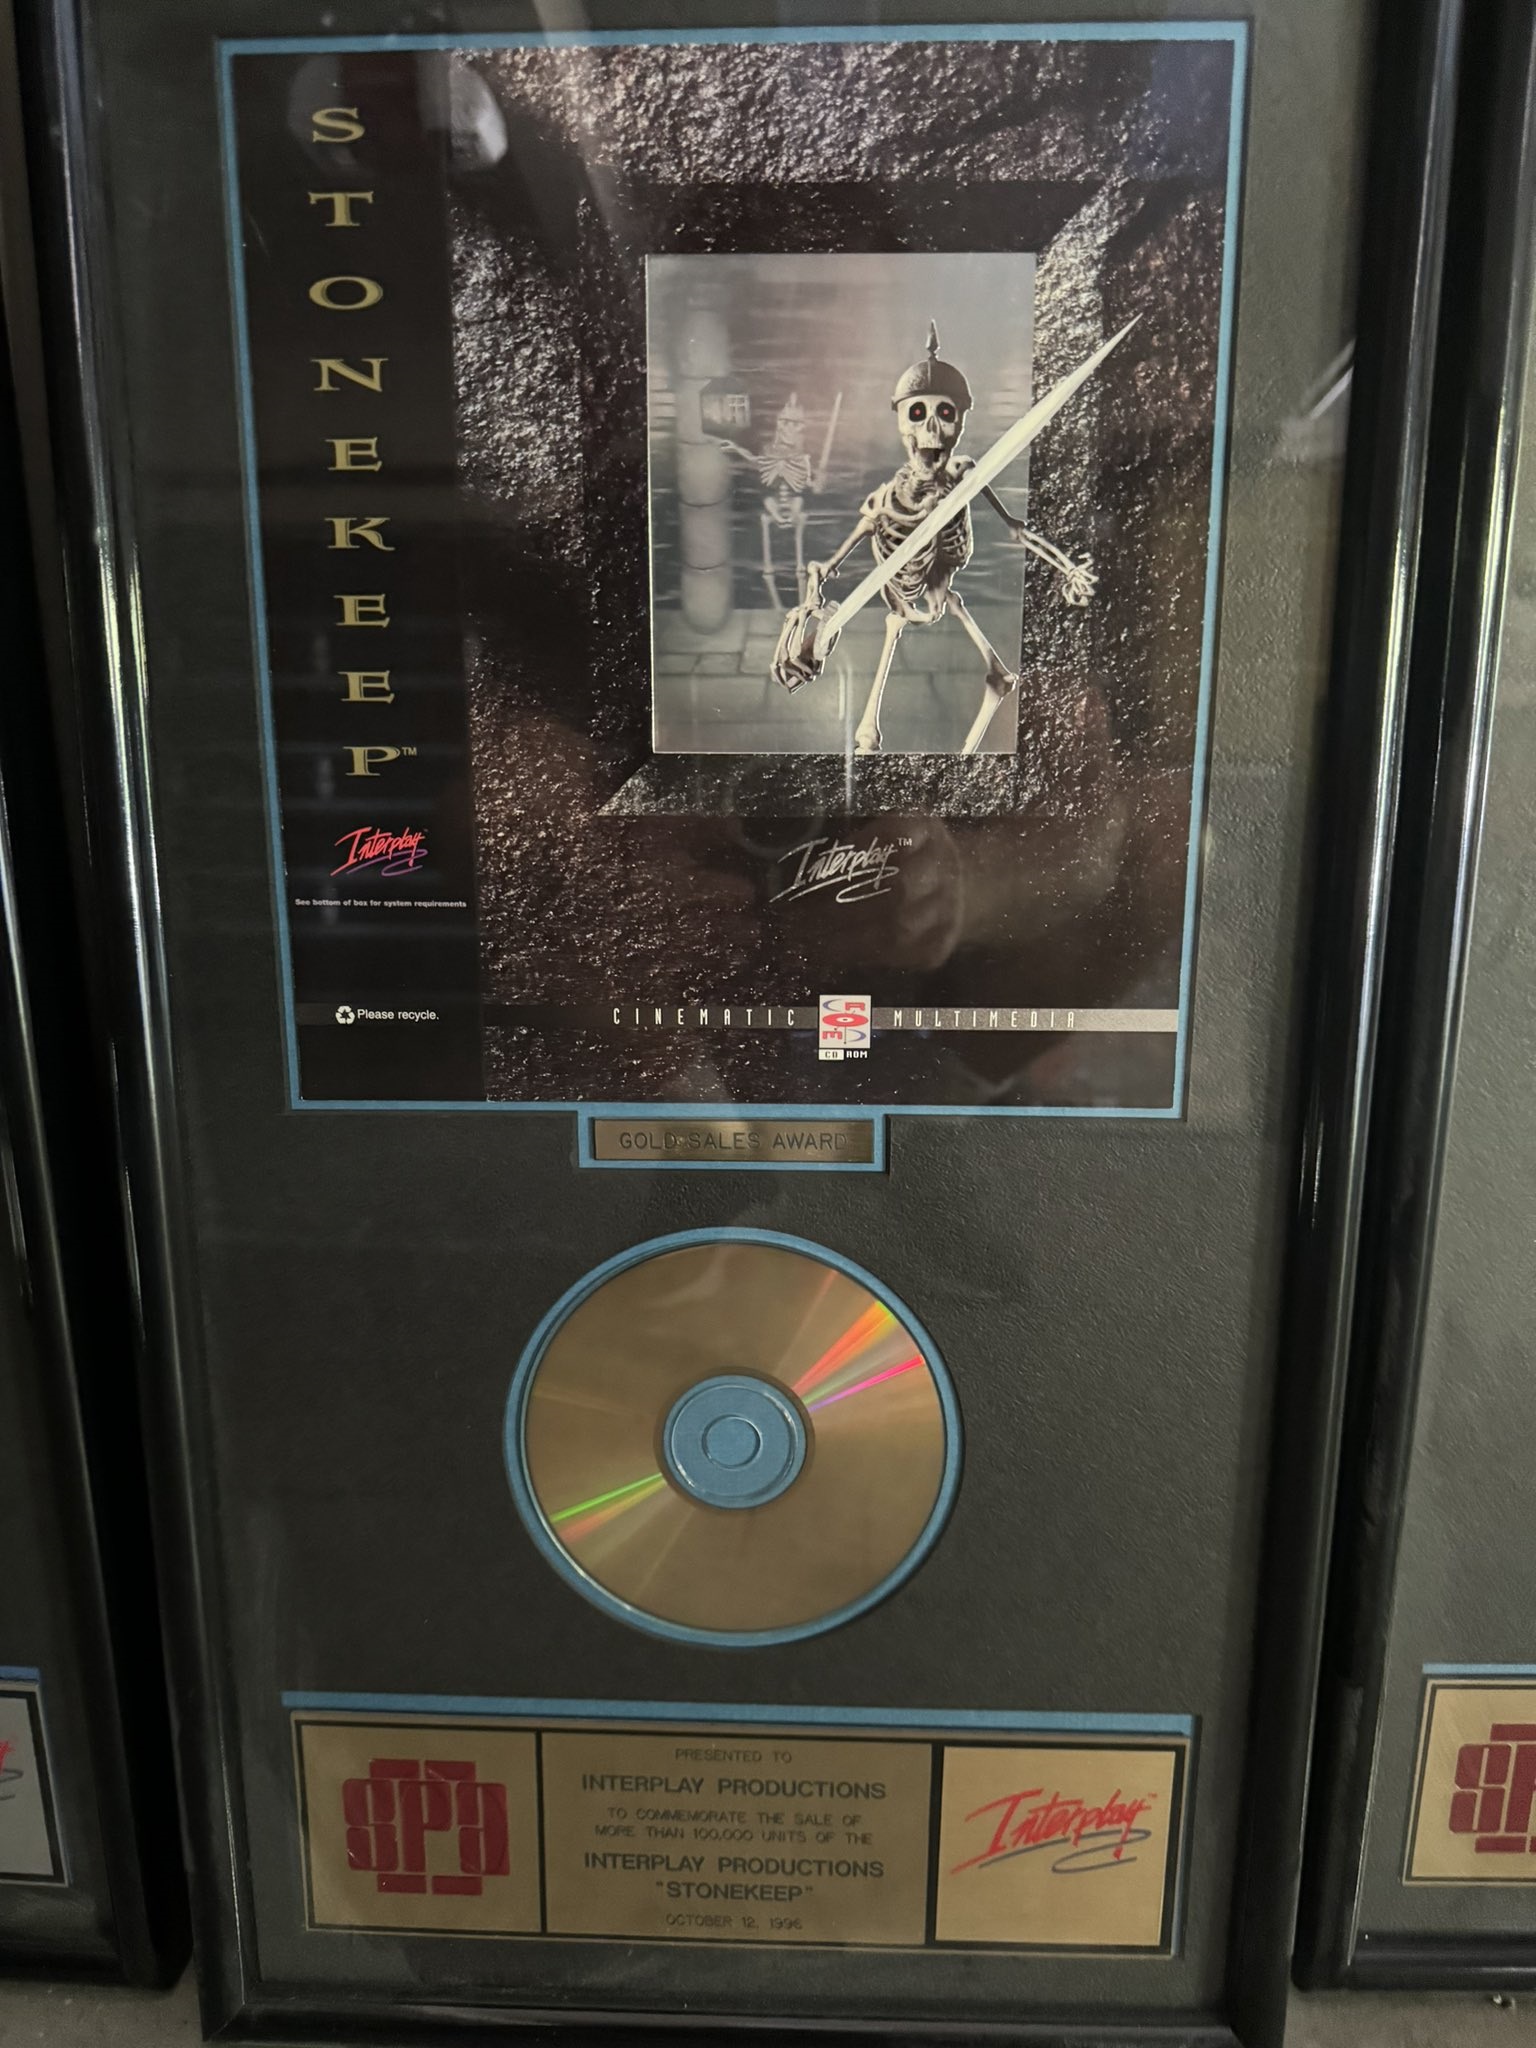 STONEKEEP™
Interplay
See bottom of box for system requirements
Please recycle.
Interplay™
CINEMATIC
CD ROM
MULTIMEDIA
GOLD SALES AWARD
SPA
PRESENTED TO
INTERPLAY PRODUCTIONS
TO COMMEMORATE THE SALE OF
MORE THAN 100,000 UNITS OF THE
INTERPLAY PRODUCTIONS
"STONEKEEP"
OCTOBER 12, 1996
Interplay™